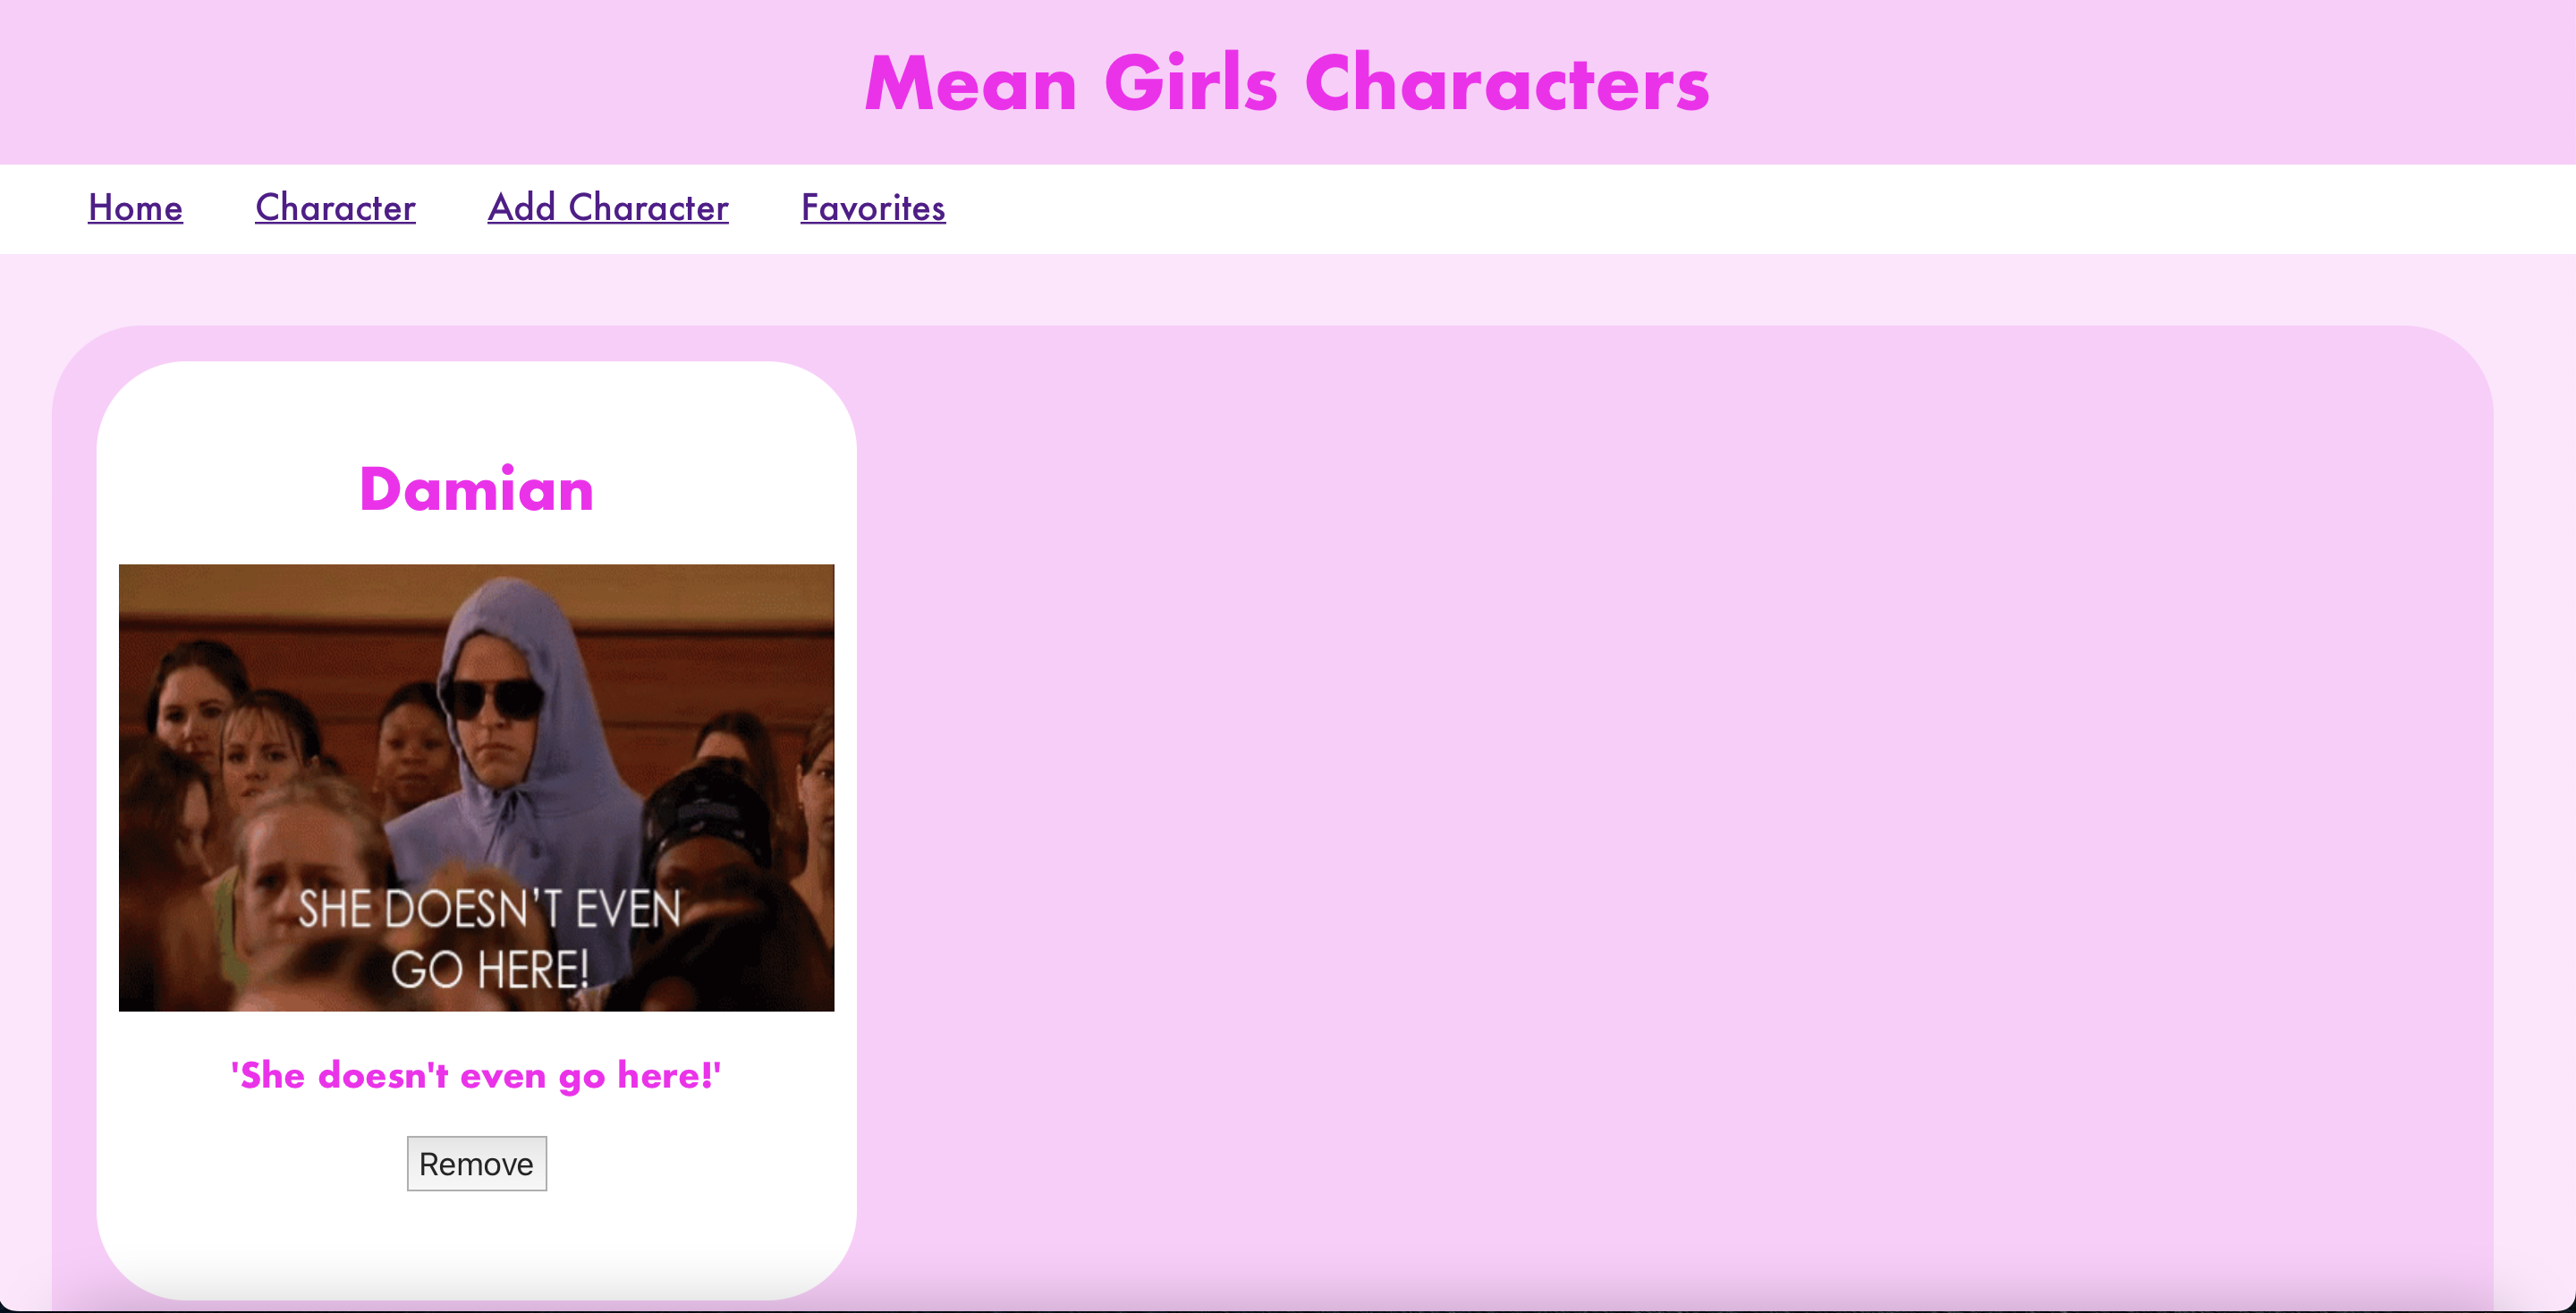 Mean Girls Characters
Home Character Add Character Favorites
Damian
SHE DOESN'T EVEN
GO HERE!
'She doesn't even go here!'
Remove